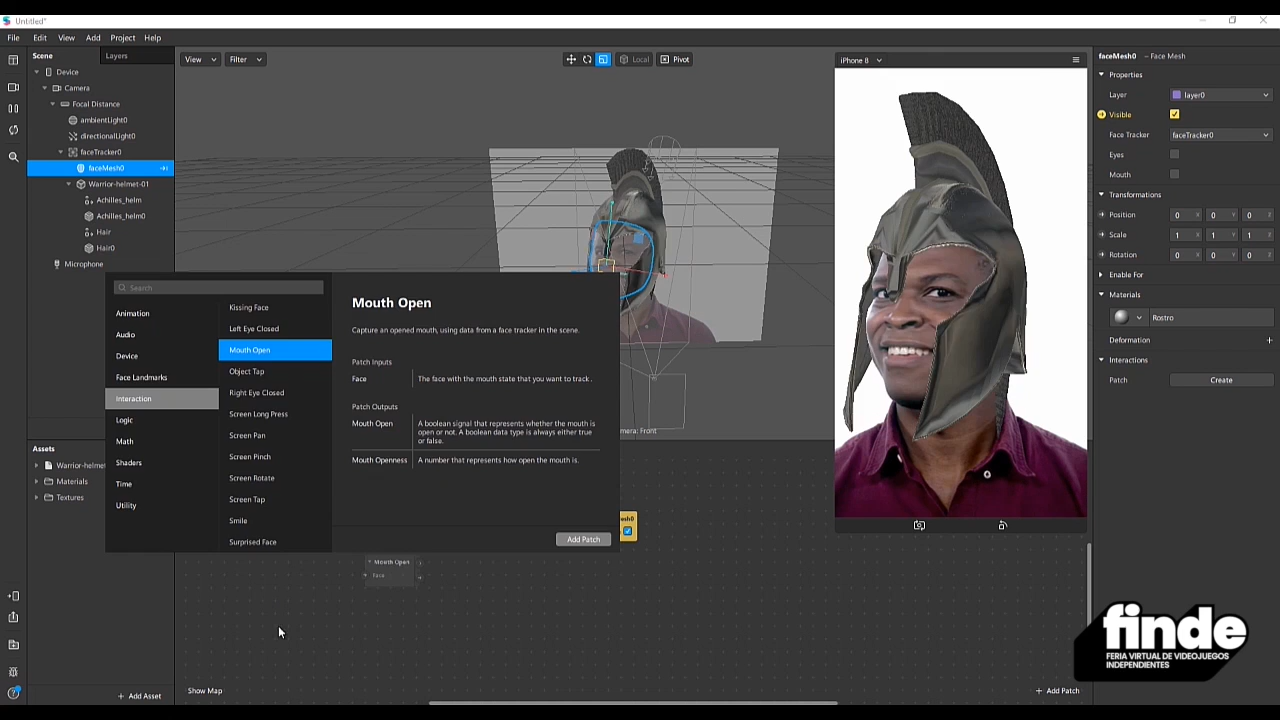 Untitled*
File Edit View Add Project Help
Scene Layers
Device
Camera
Focal Distance
ambientLight0
directionalLight0
faceTracker0
faceMesh0
Warrior-helmet-01
Achilles_helm
Achilles_helm0
Hair
Hair0
Microphone
View Filter Local Pivot
iPhone 8
Search
Animation
Audio
Device
Face Landmarks
Interaction
Logic
Math
Shaders
Time
Utility
Kissing Face
Left Eye Closed
Mouth Open
Object Tap
Right Eye Closed
Screen Long Press
Screen Pan
Screen Pinch
Screen Rotate
Screen Tap
Smile
Surprised Face
Mouth Open
Capture an opened mouth, using data from a face tracker in the scene.
Patch Inputs
Face The face with the mouth state that you want to track .
Patch Outputs
Mouth Open A boolean signal that represents whether the mouth is
open or not. A boolean data type is always either true
or false.
Mouth Openness A number that represents how open the mouth is.
Add Patch
mera: Front
esh0
Mouth Open
Face
Assets
Warrior-helmet
Materials
Textures
Add Asset
Show Map
Add Patch
faceMesh0 – Face Mesh
Properties
Layer layer0
Visible
Face Tracker faceTracker0
Eyes
Mouth
Transformations
Position 0 X 0 Y 0 Z
Scale 1 X 1 Y 1 Z
Rotation 0 X 0 Y 0 Z
Enable For
Materials
Rostro
Deformation
Interactions
Patch Create
finde
FERIA VIRTUAL DE VIDEOJUEGOS
INDEPENDIENTES